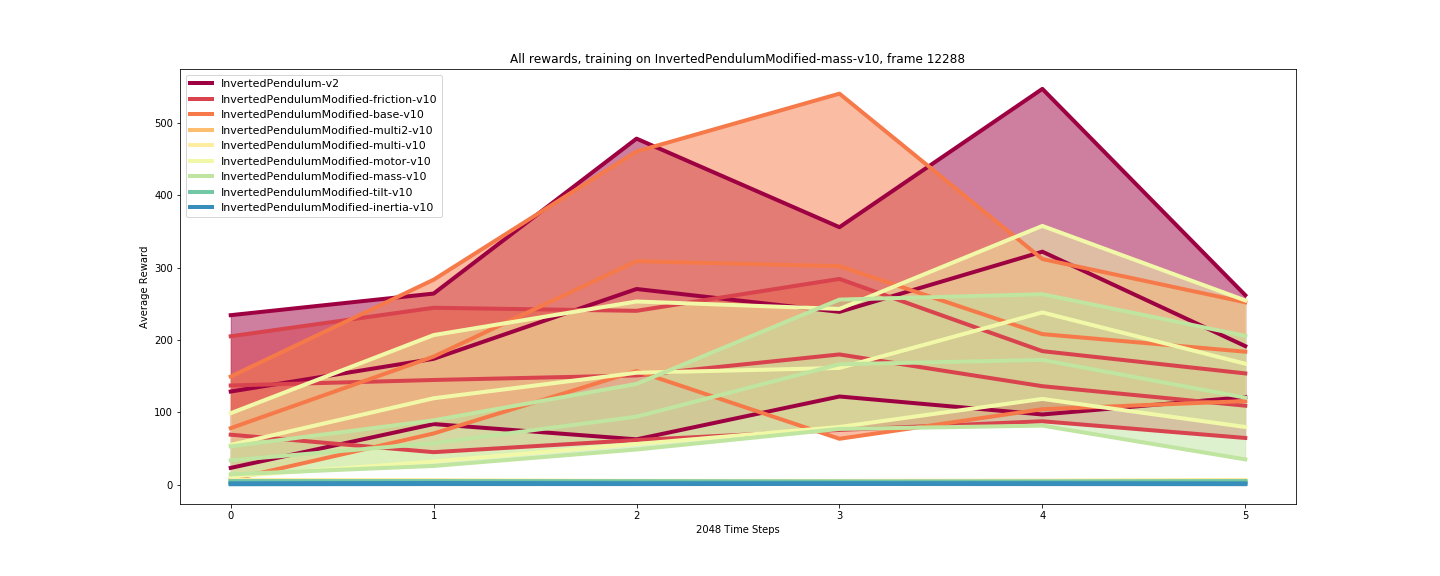 All rewards, training on InvertedPendulumModified-mass-v10, frame 12288
InvertedPendulum-v2
InvertedPendulumModified-friction-v10
InvertedPendulumModified-base-v10
InvertedPendulumModified-multi2-v10
InvertedPendulumModified-multi-v10
InvertedPendulumModified-motor-v10
InvertedPendulumModified-mass-v10
InvertedPendulumModified-tilt-v10
InvertedPendulumModified-inertia-v10
500
400
300
200
100
0
Average Reward
0 1 2 3 4 5
2048 Time Steps